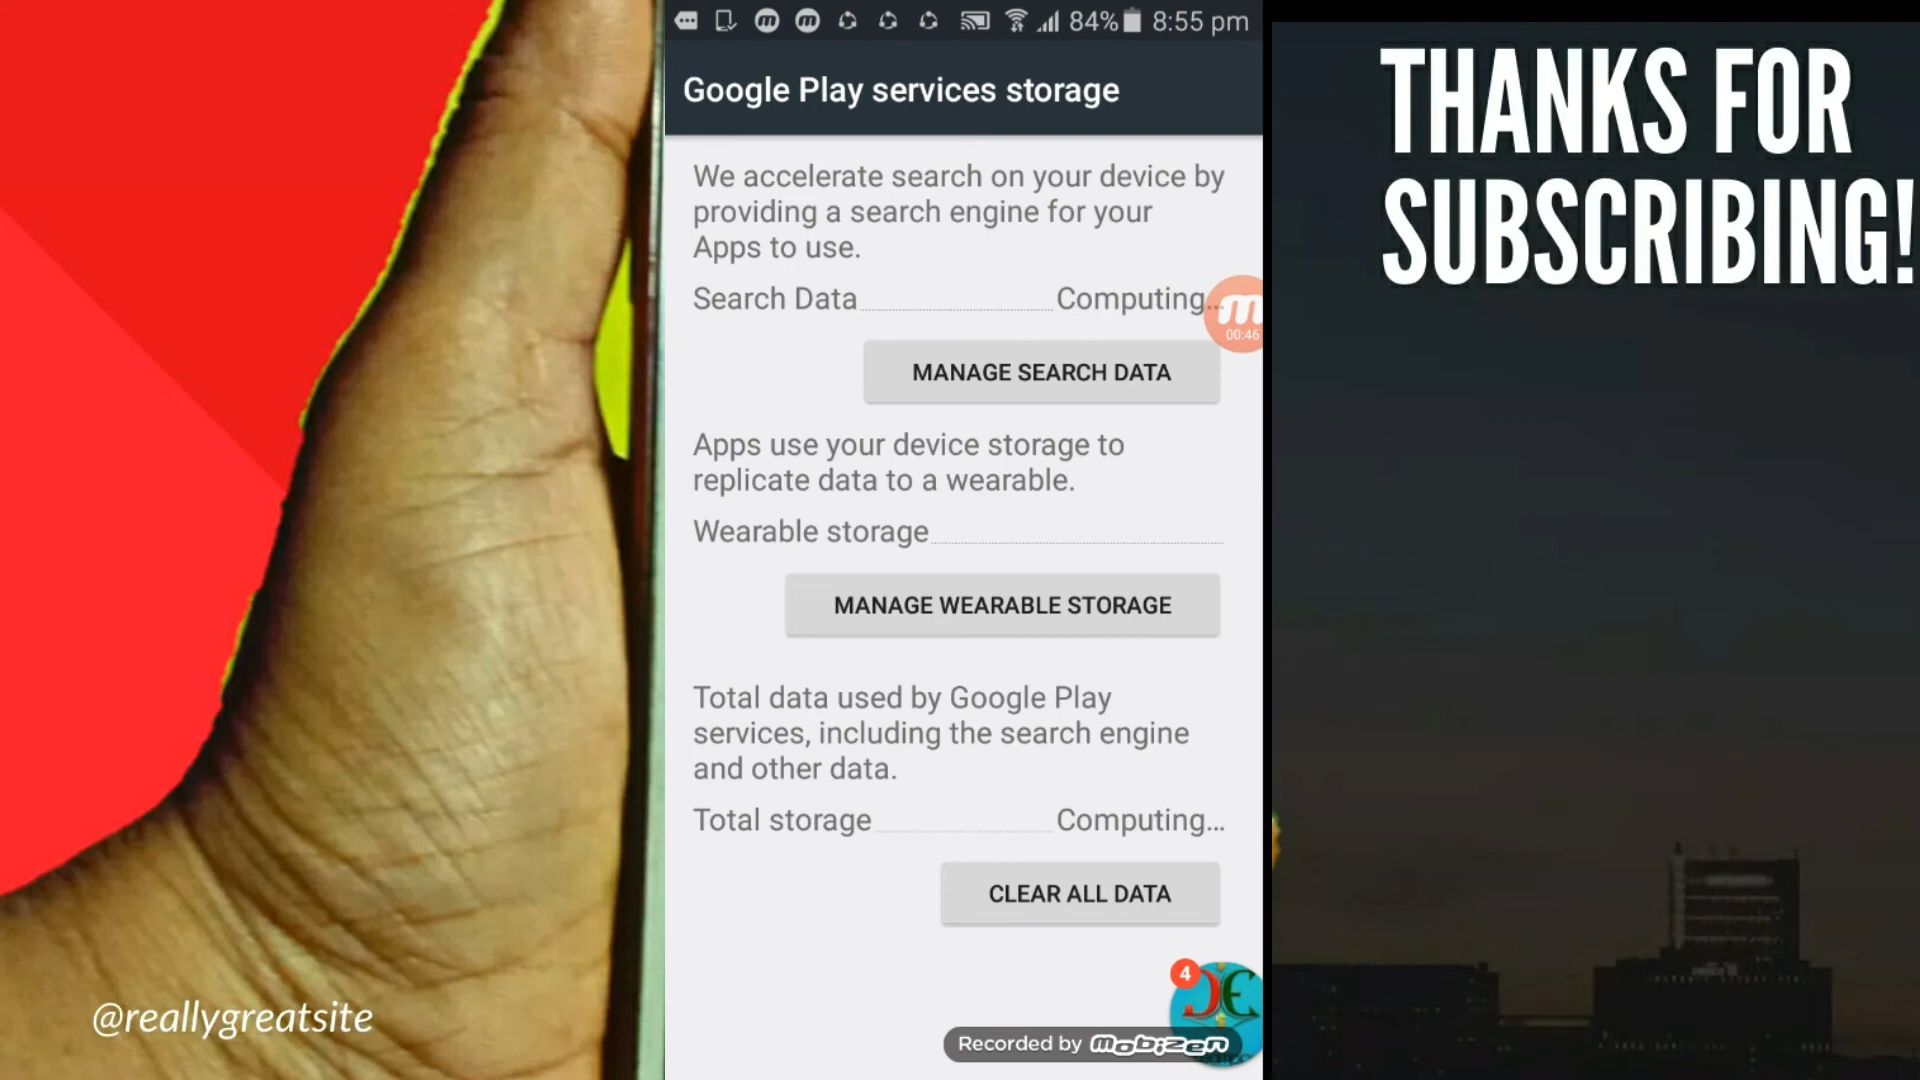 84% 8:55 pm
Google Play services storage
We accelerate search on your device by
providing a search engine for your
Apps to use.
Search Data Computing...
00:46
MANAGE SEARCH DATA
Apps use your device storage to
replicate data to a wearable.
Wearable storage
MANAGE WEARABLE STORAGE
Total data used by Google Play
services, including the search engine
and other data.
Total storage Computing...
CLEAR ALL DATA
4
Recorded by Mobizen
@reallygreatsite
THANKS FOR
SUBSCRIBING!